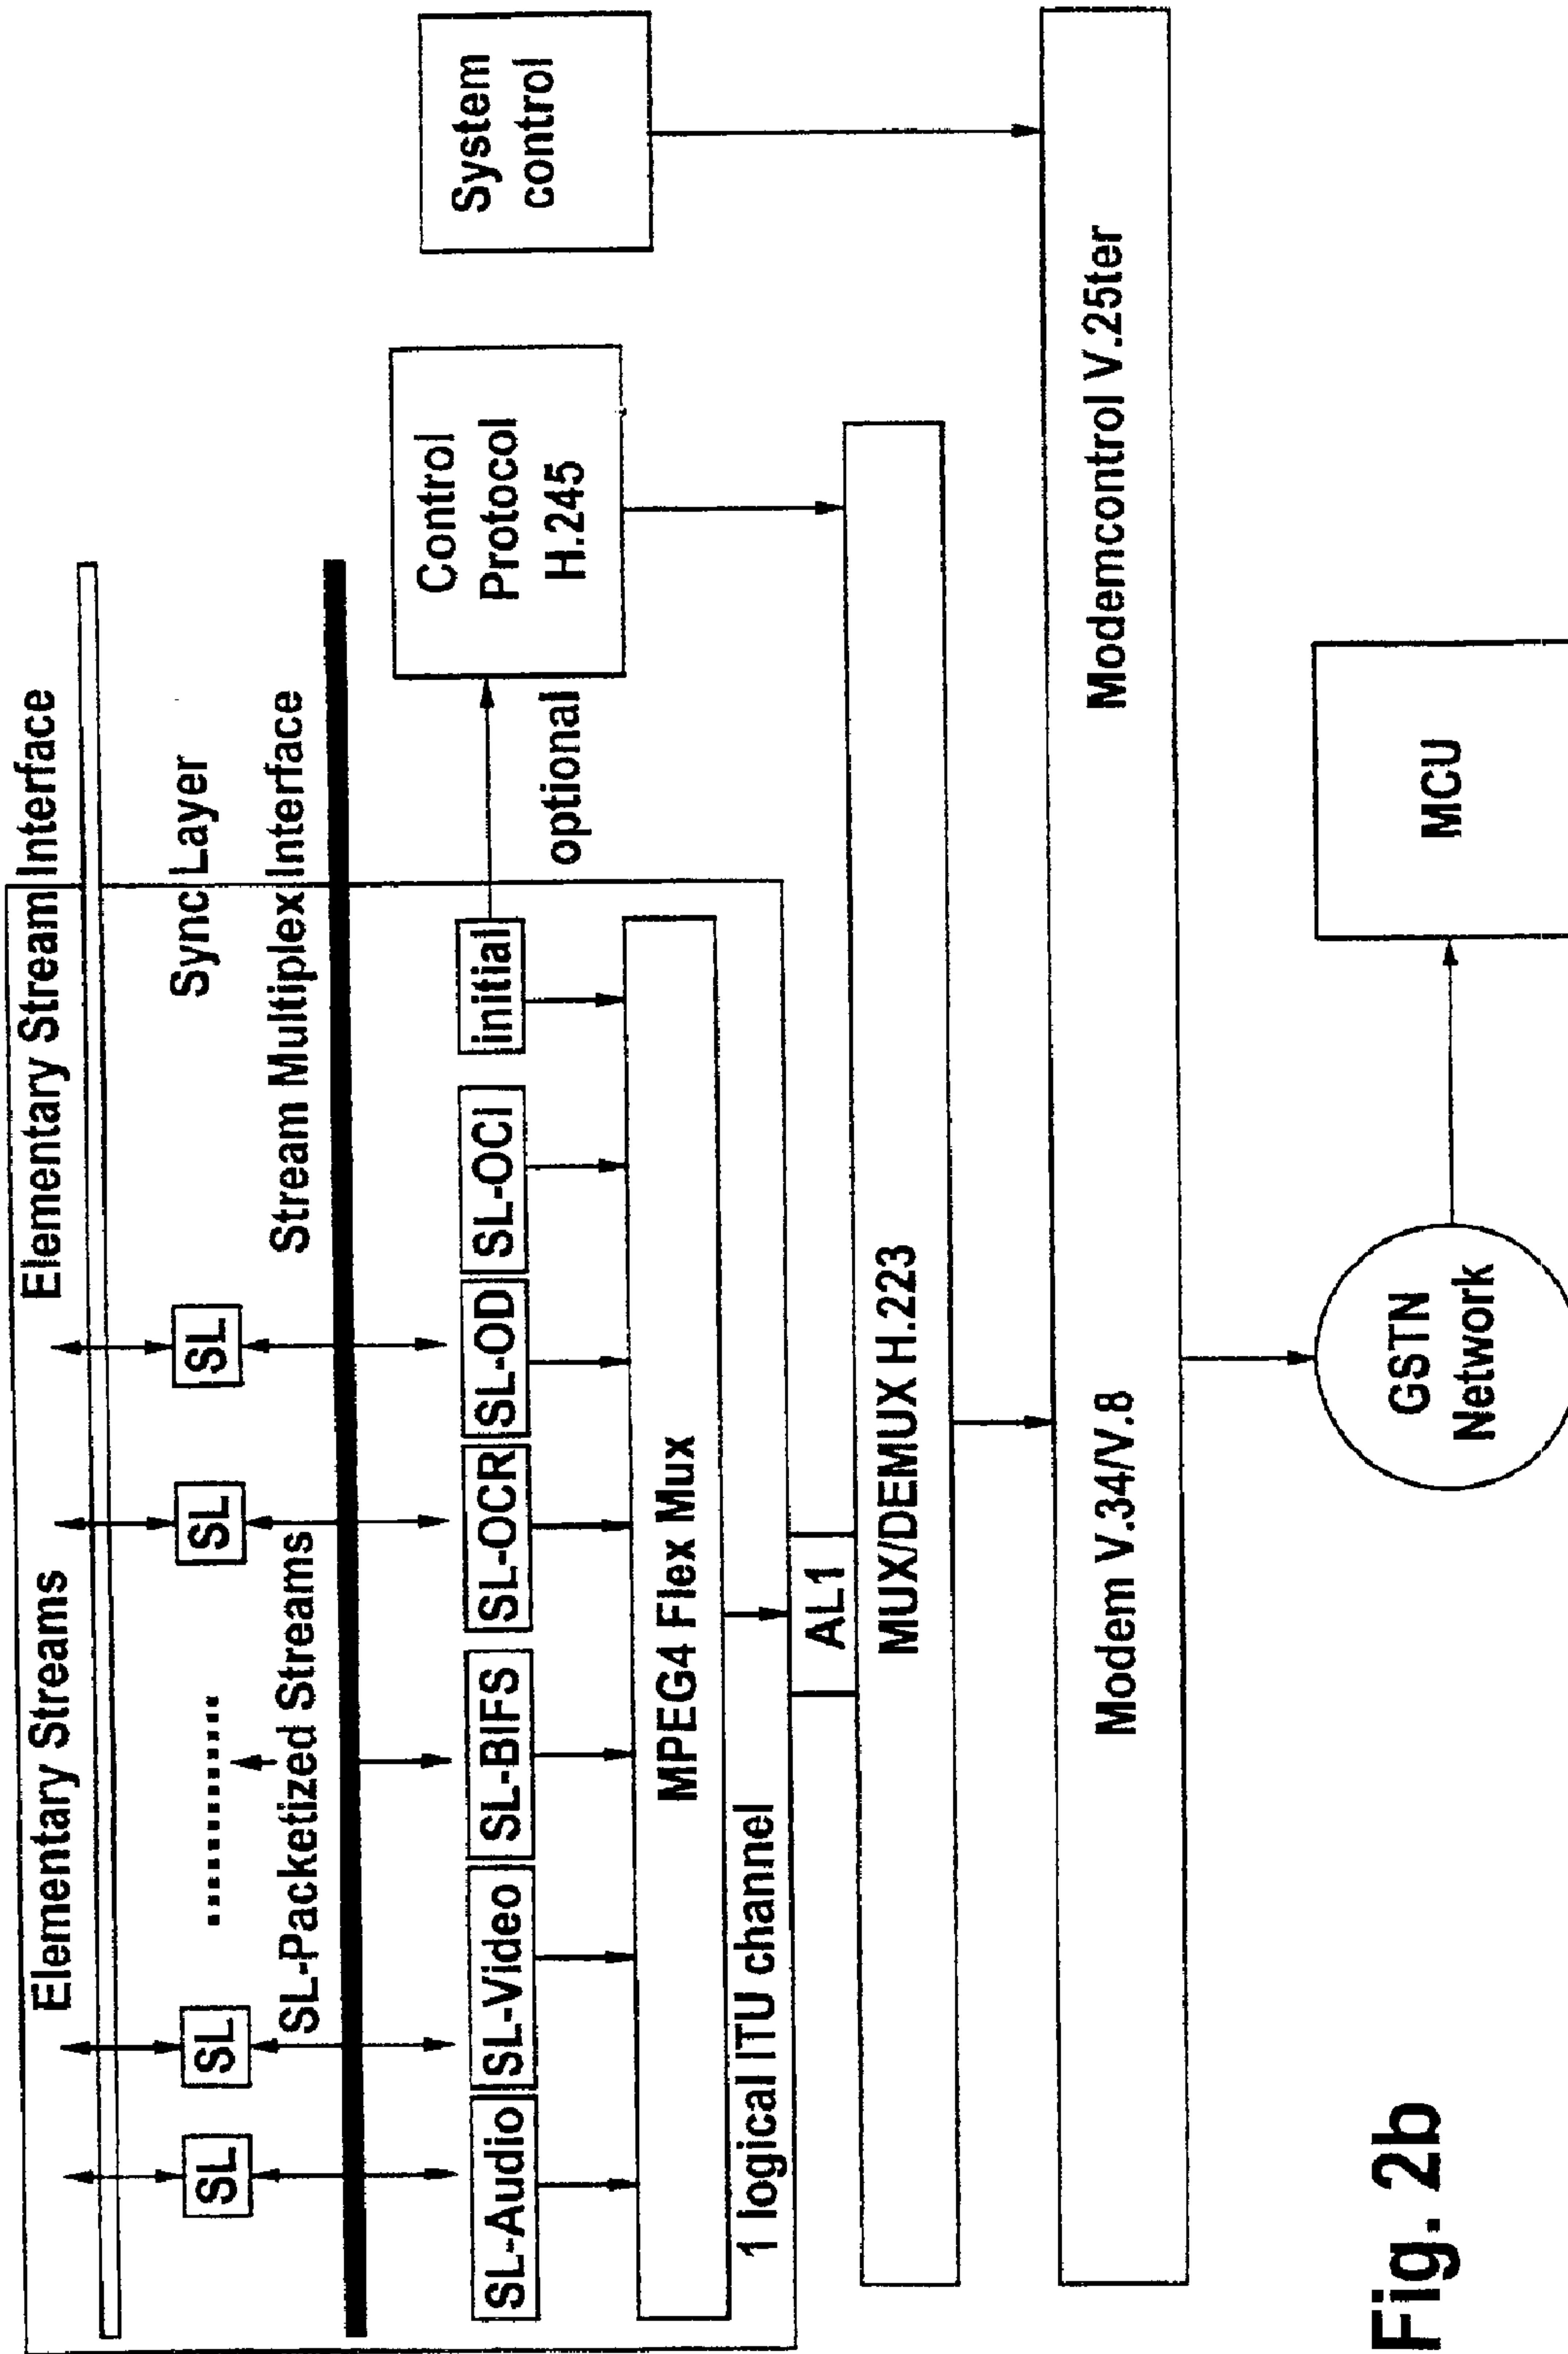 Elementary Streams
Elementary Stream Interface
SL
SL
SL
SL
Sync Layer
SL-Packetized Streams
Stream Multiplex Interface
SL-Audio
SL-Video
SL-BIFS
SL-OCR
SL-OD
SL-OCI
initial
optional
Control
Protocol
H.245
System
control
MPEG4 Flex Mux
1 logical ITU channel
AL1
MUX/DEMUX H.223
Modem V.34/V.8
Modemcontrol V.25ter
GSTN
Network
MCU
Fig. 2b